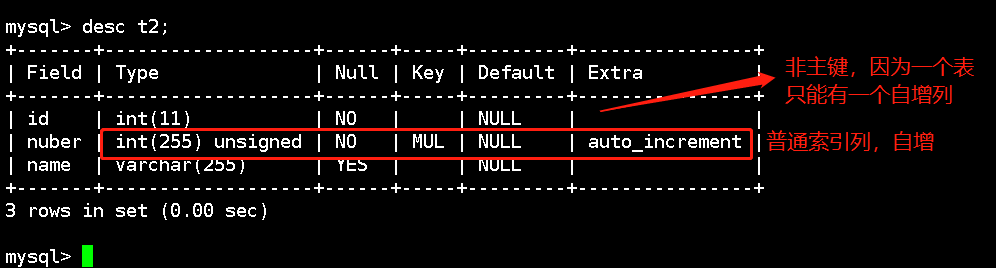 mysql> desc t2;
+-------+------------------+------+-----+---------+----------------+
| Field | Type             | Null | Key | Default | Extra          |
+-------+------------------+------+-----+---------+----------------+
| id    | int(11)          | NO   |     | NULL    |                |
| nuber | int(255) unsigned | NO   | MUL | NULL    | auto_increment |
| name  | varchar(255)     | YES  |     | NULL    |                |
+-------+------------------+------+-----+---------+----------------+
3 rows in set (0.00 sec)
mysql>
非主键，因为一个表
只能有一个自增列
普通索引列，自增